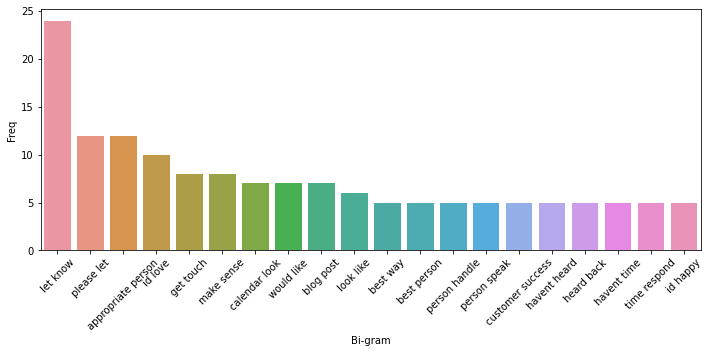 25
20
15
10
5
0
Freq
let know
please let
appropriate person
id love
get touch
make sense
calendar look
would like
blog post
look like
best way
best person
person handle
person speak
customer success
havent heard
heard back
havent time
time respond
id happy
Bi-gram